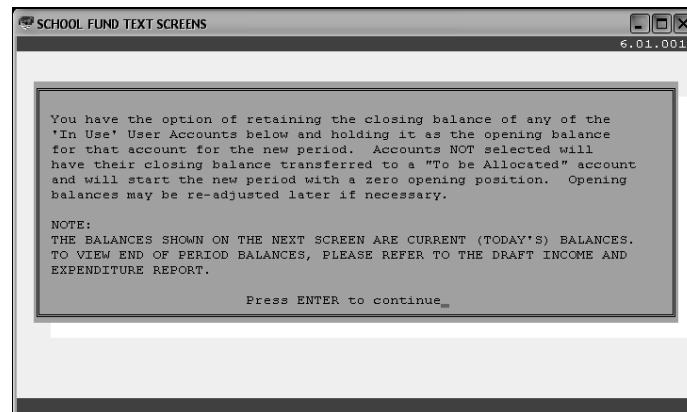 SCHOOL FUND TEXT SCREENS
6.01.001
You have the option of retaining the closing balance of any of the
'In Use' User Accounts below and holding it as the opening balance
for that account for the new period. Accounts NOT selected will
have their closing balance transferred to a "To be Allocated" account
and will start the new period with a zero opening position. Opening
balances may be re-adjusted later if necessary.
NOTE:
THE BALANCES SHOWN ON THE NEXT SCREEN ARE CURRENT (TODAY'S) BALANCES.
TO VIEW END OF PERIOD BALANCES, PLEASE REFER TO THE DRAFT INCOME AND
EXPENDITURE REPORT.
Press ENTER to continue_